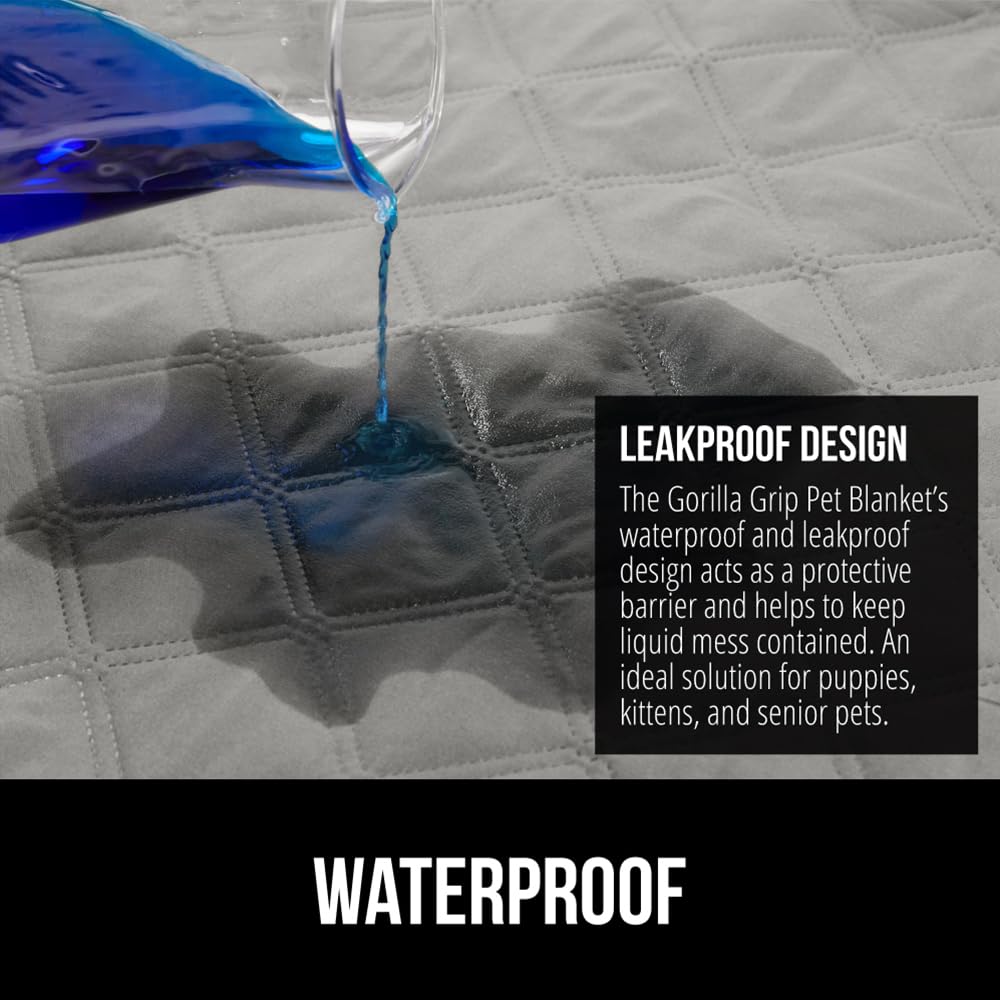 LEAKPROOF DESIGN
The Gorilla Grip Pet Blanket’s
waterproof and leakproof
design acts as a protective
barrier and helps to keep
liquid mess contained. An
ideal solution for puppies,
kittens, and senior pets.
WATERPROOF